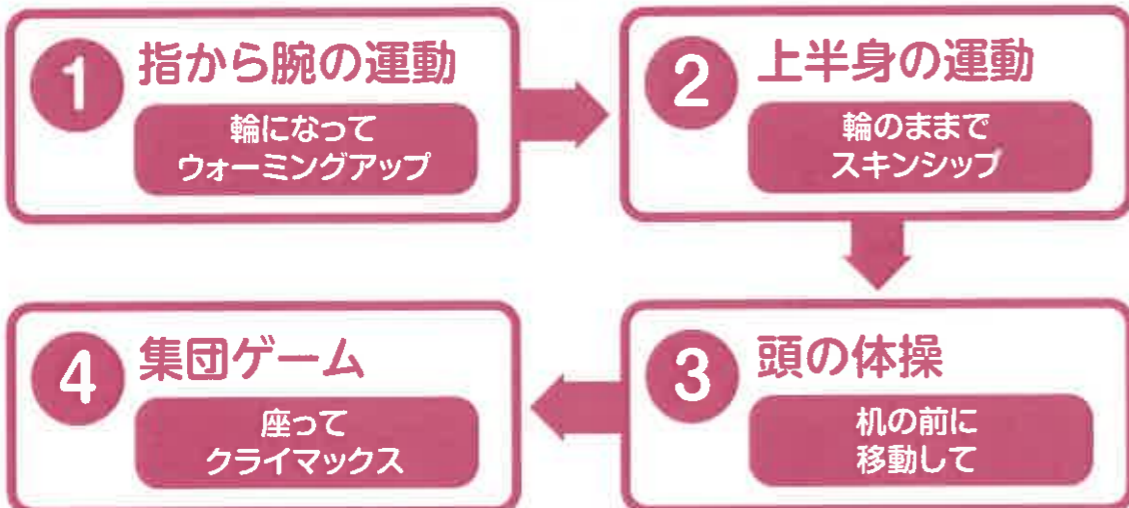 1 指から腕の運動
輪になって
ウォーミングアップ
2 上半身の運動
輪のままで
スキンシップ
3 頭の体操
机の前に
移動して
4 集団ゲーム
座って
クライマックス